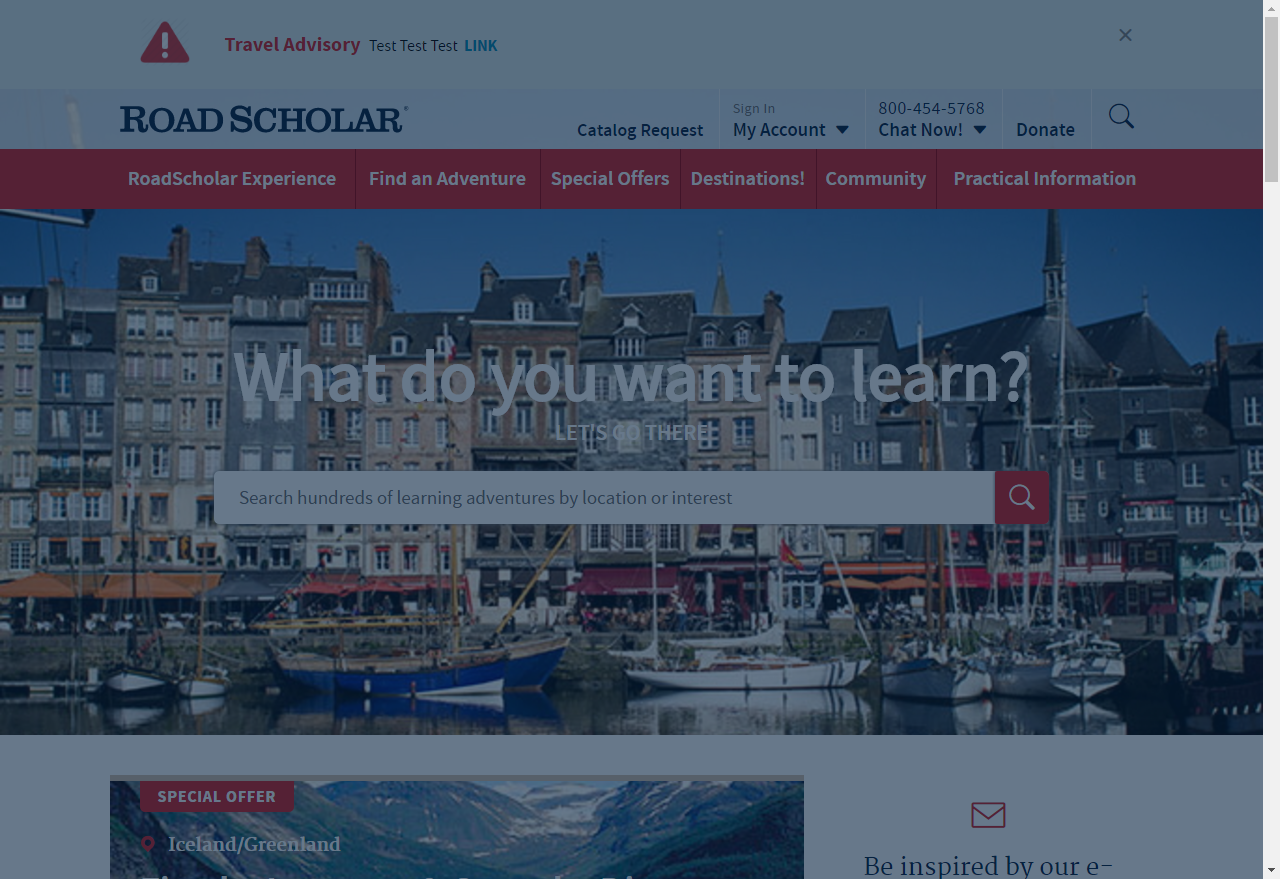 Travel Advisory Test Test Test LINK
ROAD SCHOLAR®
Catalog Request
Sign In
My Account
800-454-5768
Chat Now!
Donate
RoadScholar Experience
Find an Adventure
Special Offers
Destinations!
Community
Practical Information
What do you want to learn?
LET'S GO THERE
Search hundreds of learning adventures by location or interest
SPECIAL OFFER
Iceland/Greenland
Be inspired by our e-